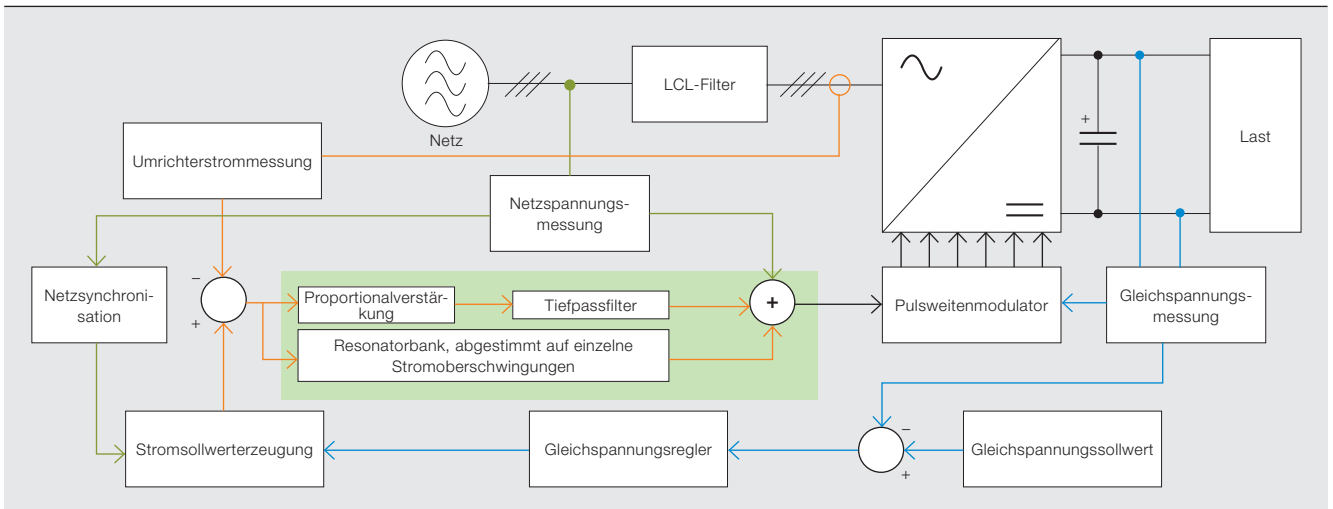 LCL-Filter
Netz
+
Last
Umrichterstrommessung
Netzspannungs-
messung
Netzsynchroni-
sation
−
+
Proportionalverstär-
kung
Tiefpassfilter
+
Resonatorbank, abgestimmt auf einzelne
Stromoberschwingungen
Pulsweitenmodulator
Gleichspannungs-
messung
Stromsollwerterzeugung
Gleichspannungsregler
−
+
Gleichspannungssollwert